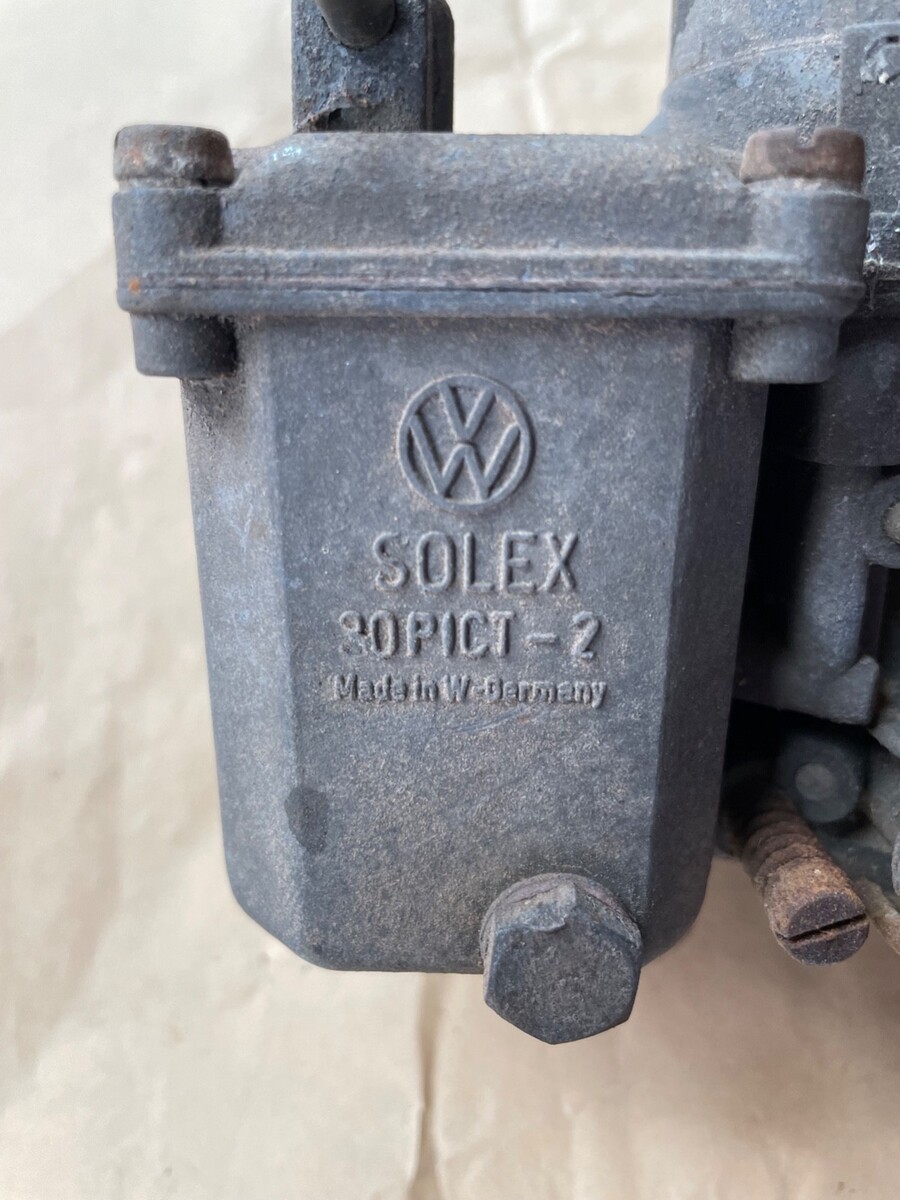 VW
SOLEX
30PICT-2
Made in W-Germany